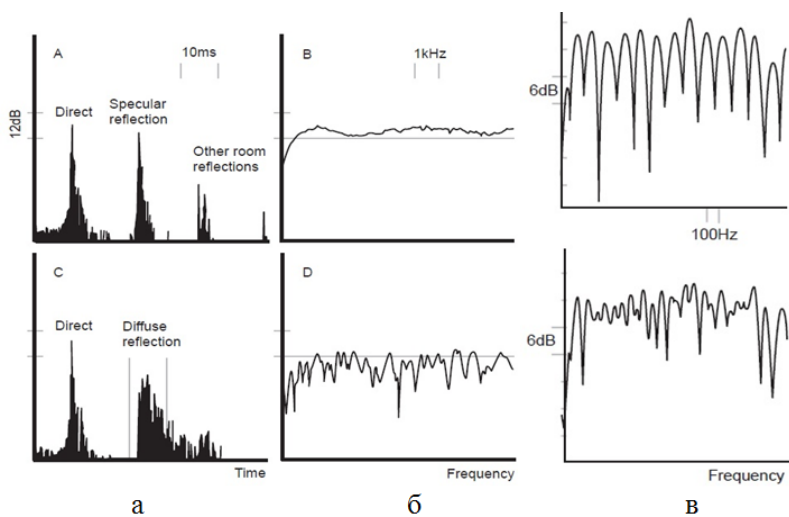 A
10ms
Direct
Specular
reflection
Other room
reflections
12dB
B
1kHz
6dB
100Hz
C
Direct
Diffuse
reflection
Time
D
Frequency
6dB
Frequency
а
б
в